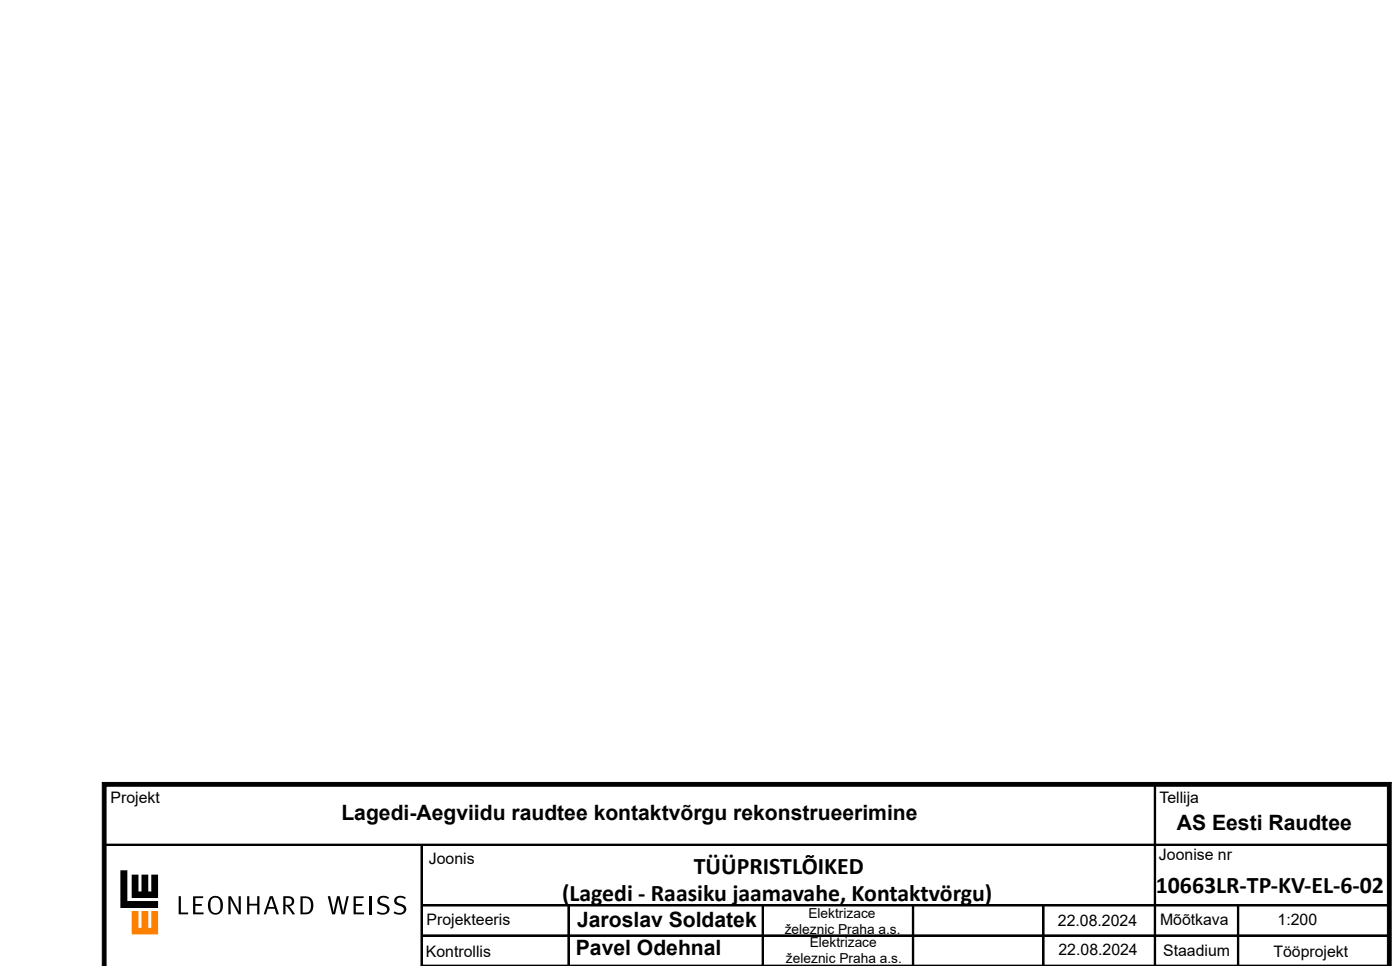 Projekt
Lagedi-Aegviidu raudtee kontaktvõrgu rekonstrueerimine
Tellija
AS Eesti Raudtee
LEONHARD WEISS
Joonis
TÜÜPRISTLÕIKED
(Lagedi - Raasiku jaamavahe, Kontaktvörgu)
Joonise nr
10663LR-TP-KV-EL-6-02
Projekteeris
Jaroslav Soldatek
Elektrizace
železnic Praha a.s.
22.08.2024
Mõõtkava
1:200
Kontrollis
Pavel Odehnal
Elektrizace
železnic Praha a.s.
22.08.2024
Staadium
Tööprojekt